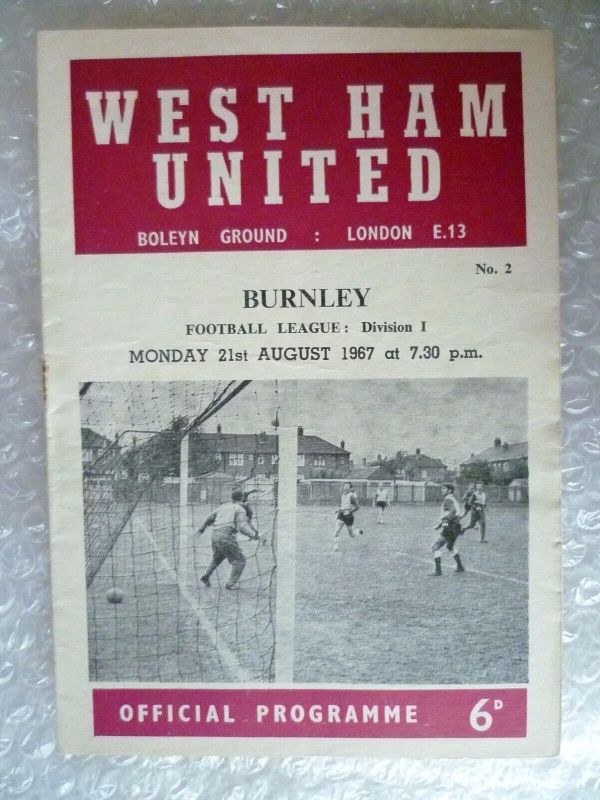 WEST HAM
UNITED
BOLEYN GROUND : LONDON E.13
No. 2
BURNLEY
FOOTBALL LEAGUE: Division I
MONDAY 21st AUGUST 1967 at 7.30 p.m.
OFFICIAL PROGRAMME 6D